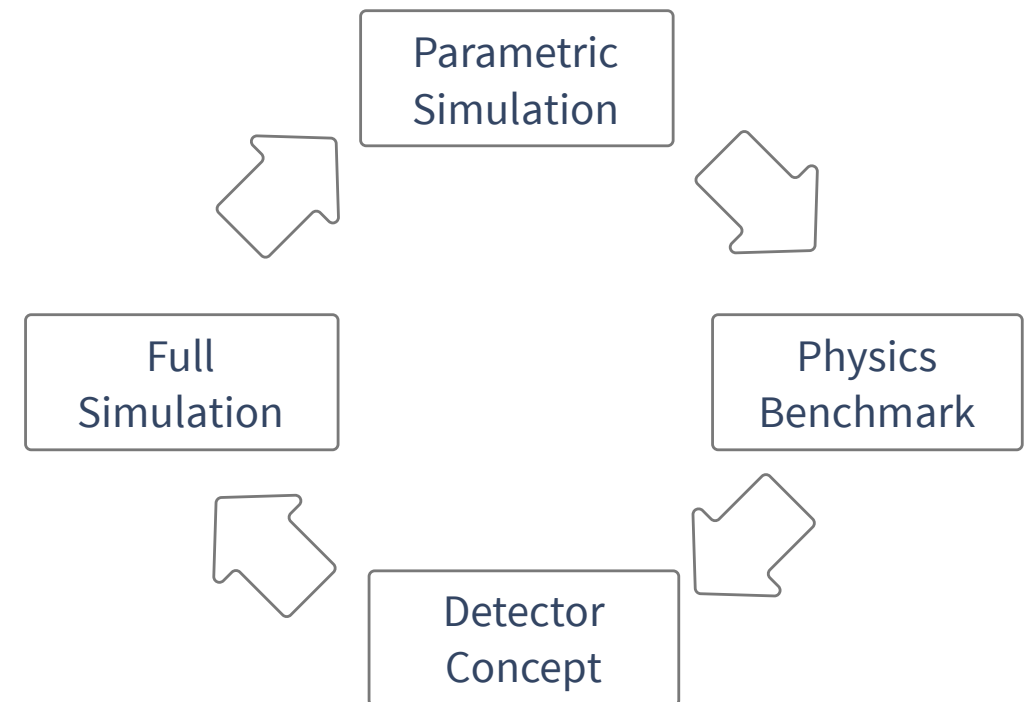 Parametric
Simulation
Full
Simulation
Physics
Benchmark
Detector
Concept